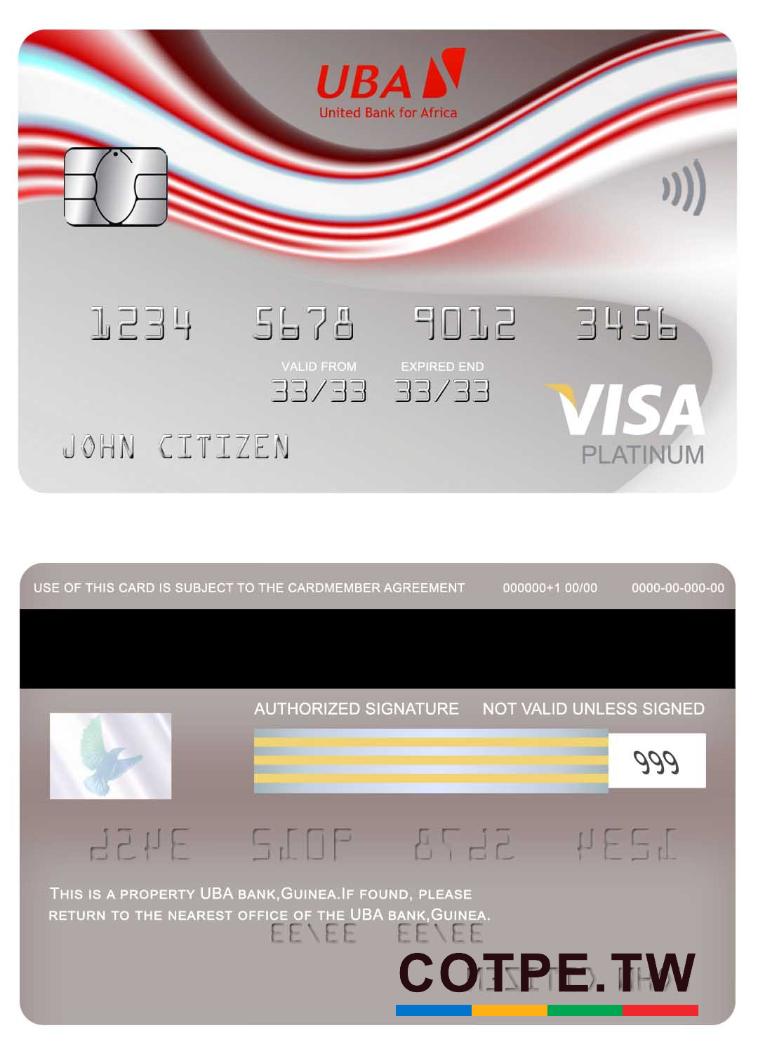 UBA
United Bank for Africa
1234 5678 9012 3456
VALID FROM EXPIRED END
33/33 33/33
JOHN CITIZEN
VISA
PLATINUM
USE OF THIS CARD IS SUBJECT TO THE CARDMEMBER AGREEMENT 000000+1 00/00 0000-00-000-00
AUTHORIZED SIGNATURE NOT VALID UNLESS SIGNED
999
THIS IS A PROPERTY UBA BANK,GUINEA.IF FOUND, PLEASE
RETURN TO THE NEAREST OFFICE OF THE UBA BANK,GUINEA.
COTPE.TW